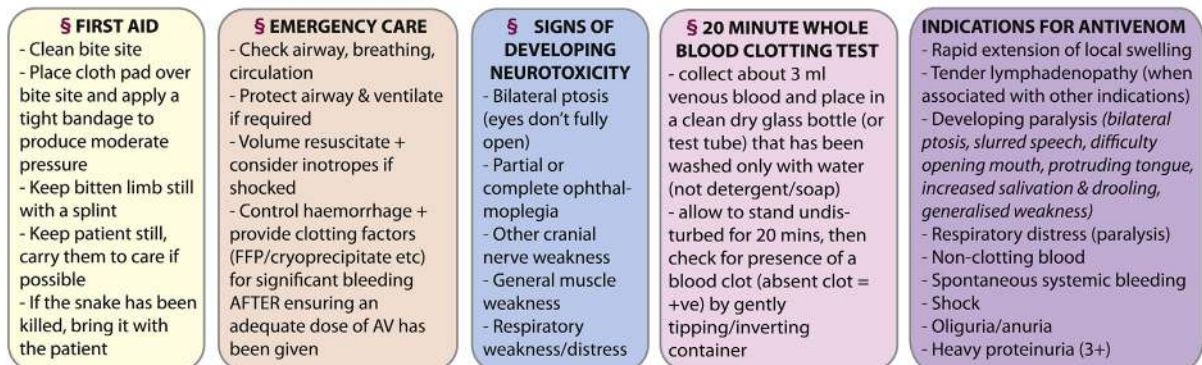 § FIRST AID
- Clean bite site
- Place cloth pad over
bite site and apply a
tight bandage to
produce moderate
pressure
- Keep bitten limb still
with a splint
- Keep patient still,
carry them to care if
possible
- If the snake has been
killed, bring it with
the patient
§ EMERGENCY CARE
- Check airway, breathing,
circulation
- Protect airway & ventilate
if required
- Volume resuscitate +
consider inotropes if
shocked
- Control haemorrhage +
provide clotting factors
(FFP/cryoprecipitate etc)
for significant bleeding
AFTER ensuring an
adequate dose of AV has
been given
§ SIGNS OF
DEVELOPING
NEUROTOXICITY
- Bilateral ptosis
(eyes don't fully
open)
- Partial or
complete ophthal-
moplegia
- Other cranial
nerve weakness
- General muscle
weakness
- Respiratory
weakness/distress
§ 20 MINUTE WHOLE
BLOOD CLOTTING TEST
- collect about 3 ml
venous blood and place in
a clean dry glass bottle (or
test tube) that has been
washed only with water
(not detergent/soap)
- allow to stand undis-
turbed for 20 mins, then
check for presence of a
blood clot (absent clot =
+ve) by gently
tipping/inverting
container
INDICATIONS FOR ANTIVENOM
- Rapid extension of local swelling
- Tender lymphadenopathy (when
associated with other indications)
- Developing paralysis (bilateral
ptosis, slurred speech, difficulty
opening mouth, protruding tongue,
increased salivation & drooling,
generalised weakness)
- Respiratory distress (paralysis)
- Non-clotting blood
- Spontaneous systemic bleeding
- Shock
- Oliguria/anuria
- Heavy proteinuria (3+)